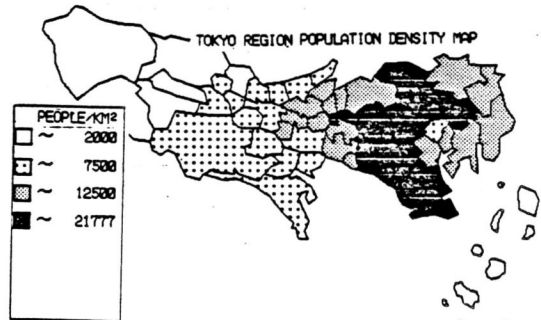 TOKYO REGION POPULATION DENSITY MAP
PEOPLE/KM²
~ 2000
~ 7500
~ 12500
~ 21777